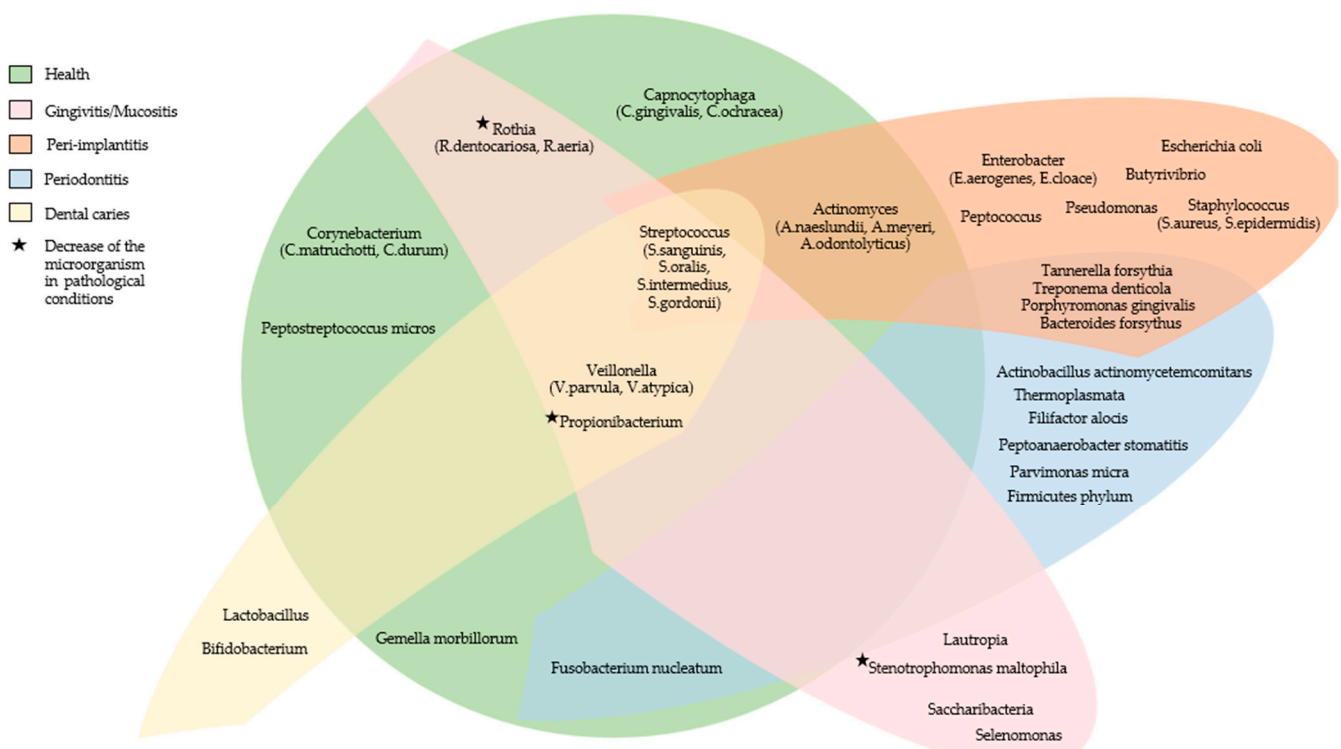 Health
Gingivitis/Mucositis
Peri-implantitis
Periodontitis
Dental caries
★ Decrease of the
microorganism
in pathological
conditions
Capnocytophaga
(C.gingivalis, C.ochracea)
★ Rothia
(R.dentocariosa, R.aeria)
Corynebacterium
(C.matruchotti, C.durum)
Peptostreptococcus micros
Streptococcus
(S.sanguinis,
S.oralis,
S.intermedius,
S.gordonii)
Actinomyces
(A.naeslundii, A.meyeri,
A.odontolyticus)
Veillonella
(V.parvula, V.atypica)
★ Propionibacterium
Escherichia coli
Enterobacter
(E.aerogenes, E.cloace)
Butyrivibrio
Peptococcus
Pseudomonas
Staphylococcus
(S.aureus, S.epidermidis)
Tannerella forsythia
Treponema denticola
Porphyromonas gingivalis
Bacteroides forsythus
Actinobacillus actinomycetemcomitans
Thermoplasmata
Filifactor alocis
Peptoanaerobacter stomatitis
Parvimonas micra
Firmicutes phylum
Lactobacillus
Bifidobacterium
Gemella morbillorum
Fusobacterium nucleatum
Lautropia
★ Stenotrophomonas maltophila
Saccharibacteria
Selenomonas